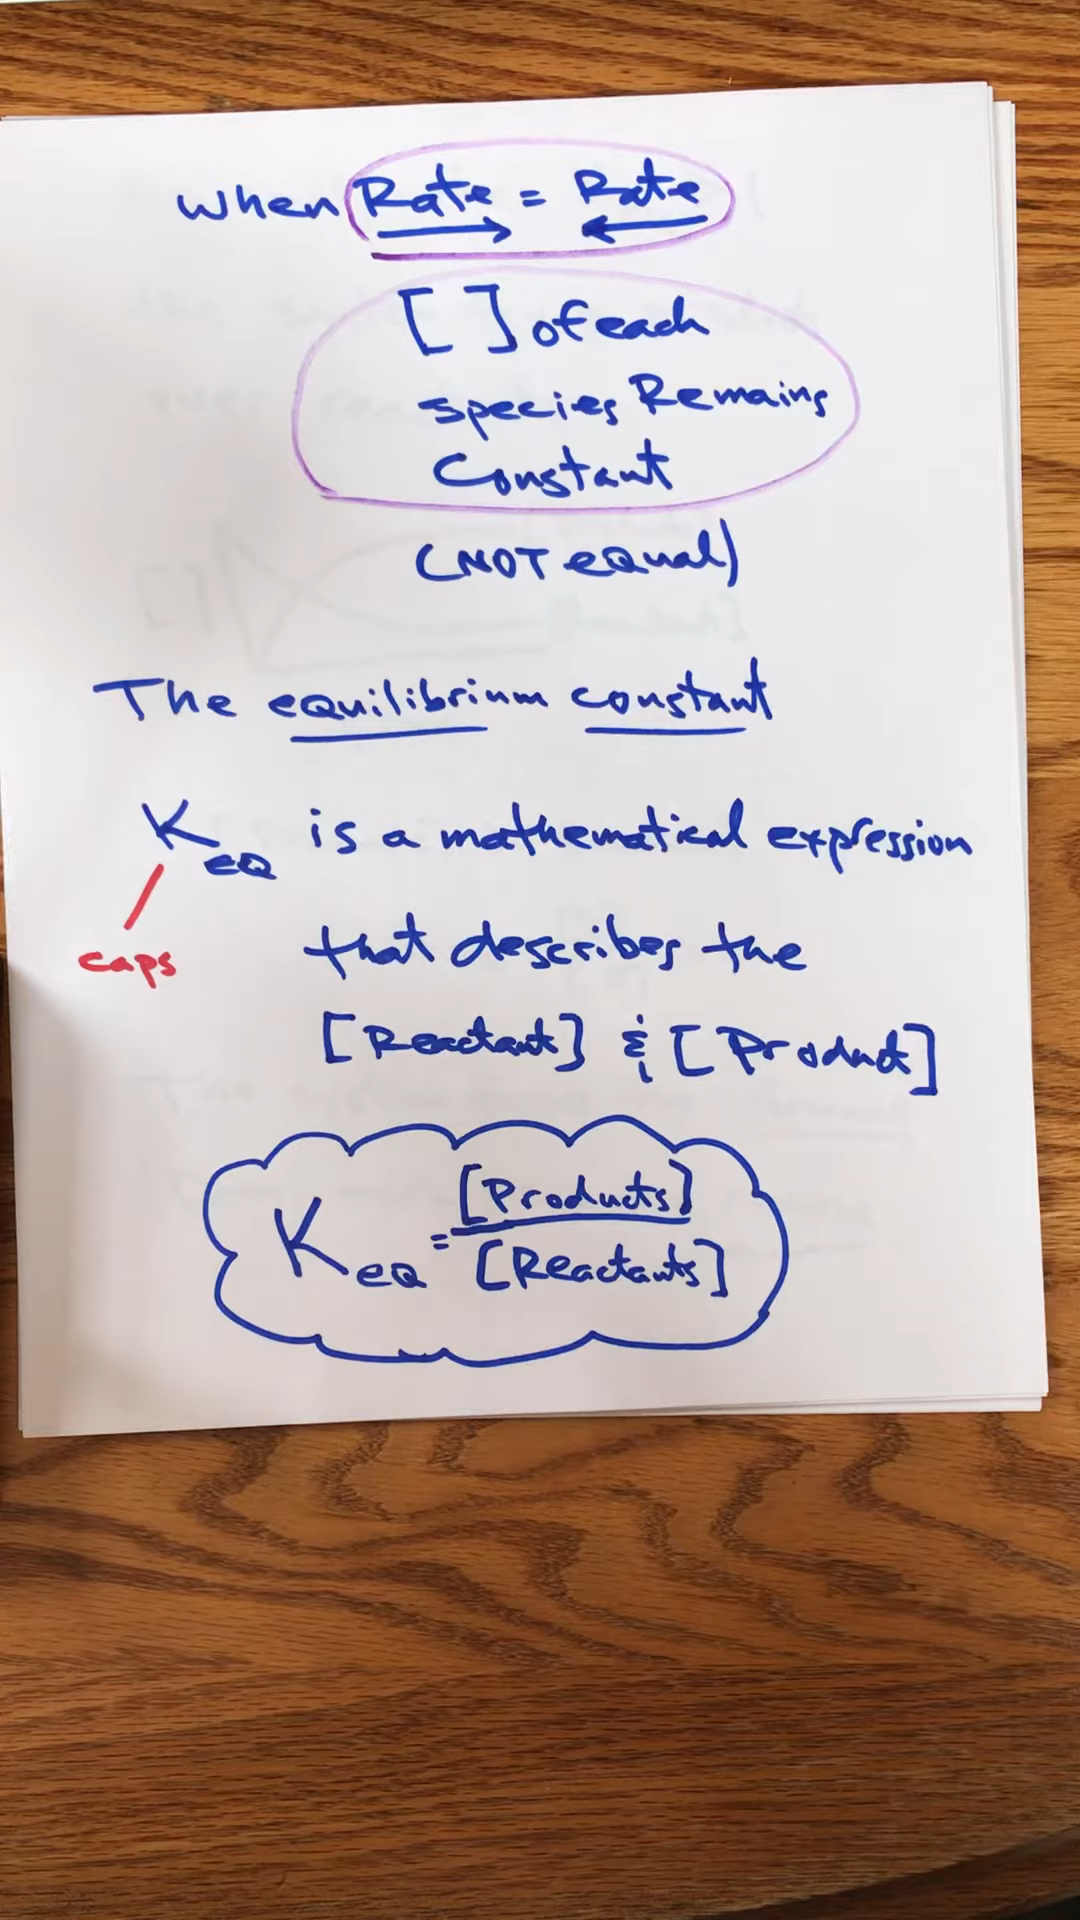 when Rate = Rate
[ ] of each
species Remains
Constant
(NOT equal)
The equilibrium constant
K eQ is a mathematical expression
caps
that describes the
[Reactant] & [Product]
[Products]
K eQ =
[Reactants]